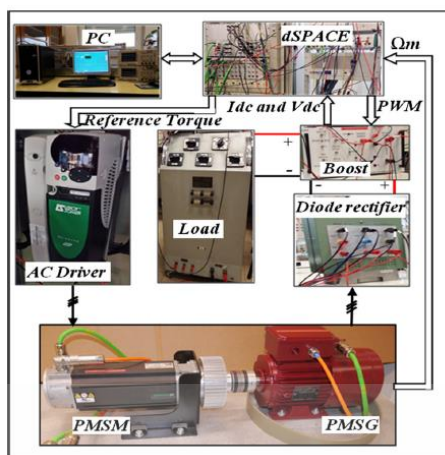 PC
dSPACE
Ωm
Idc and Vdc
PWM
Reference Torque
+
-
Boost
-
+
Load
Diode rectifier
AC Driver
PMSM
PMSG